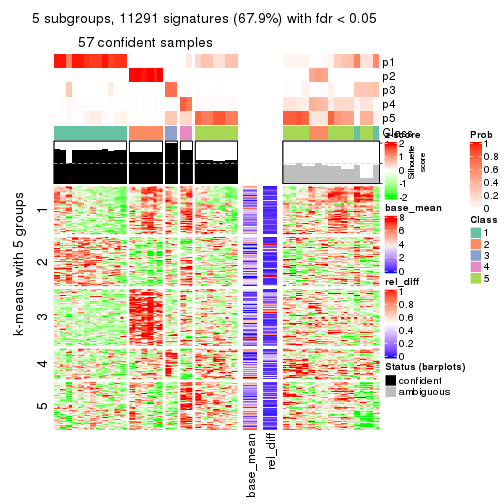 5 subgroups, 11291 signatures (67.9%) with fdr < 0.05
57 confident samples
p1
p2
p3
p4
p5
Class
1
0.5
0
Silhouette
score
k-means with 5 groups
1
2
3
4
5
base_mean
rel_diff
z-score
2
1
0
-1
-2
base_mean
8
6
4
2
0
rel_diff
1
0.8
0.6
0.4
0.2
0
Status (barplots)
confident
ambiguous
Prob
1
0.8
0.6
0.4
0.2
0
Class
1
2
3
4
5